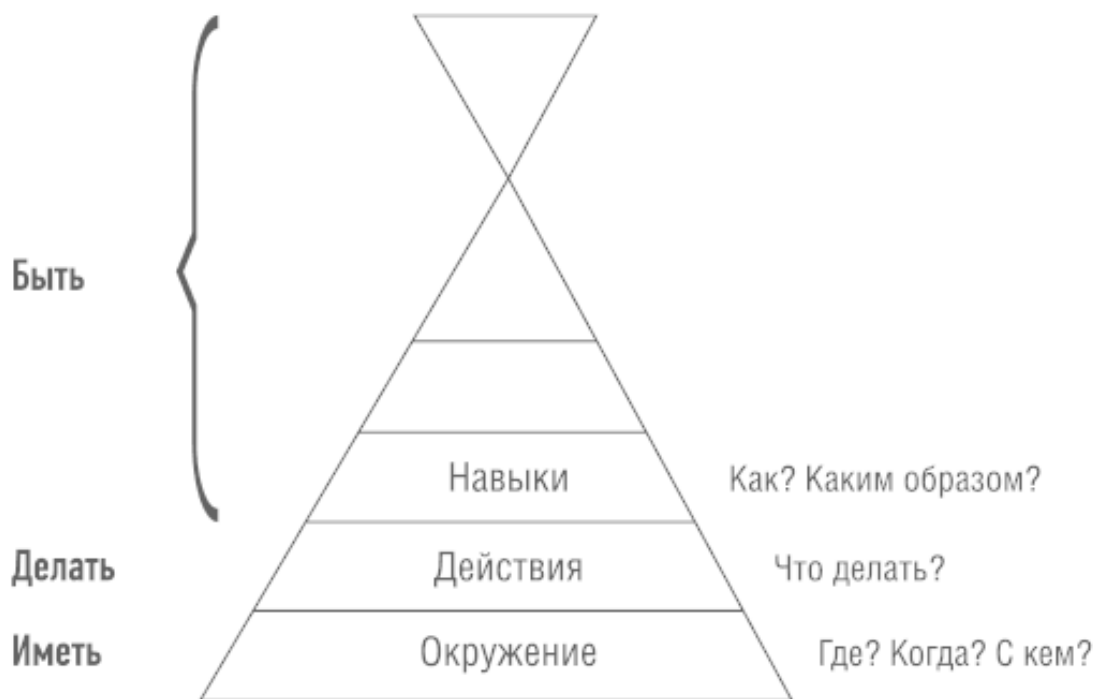 Быть
Навыки Как? Каким образом?
Делать Действия Что делать?
Иметь Окружение Где? Когда? С кем?